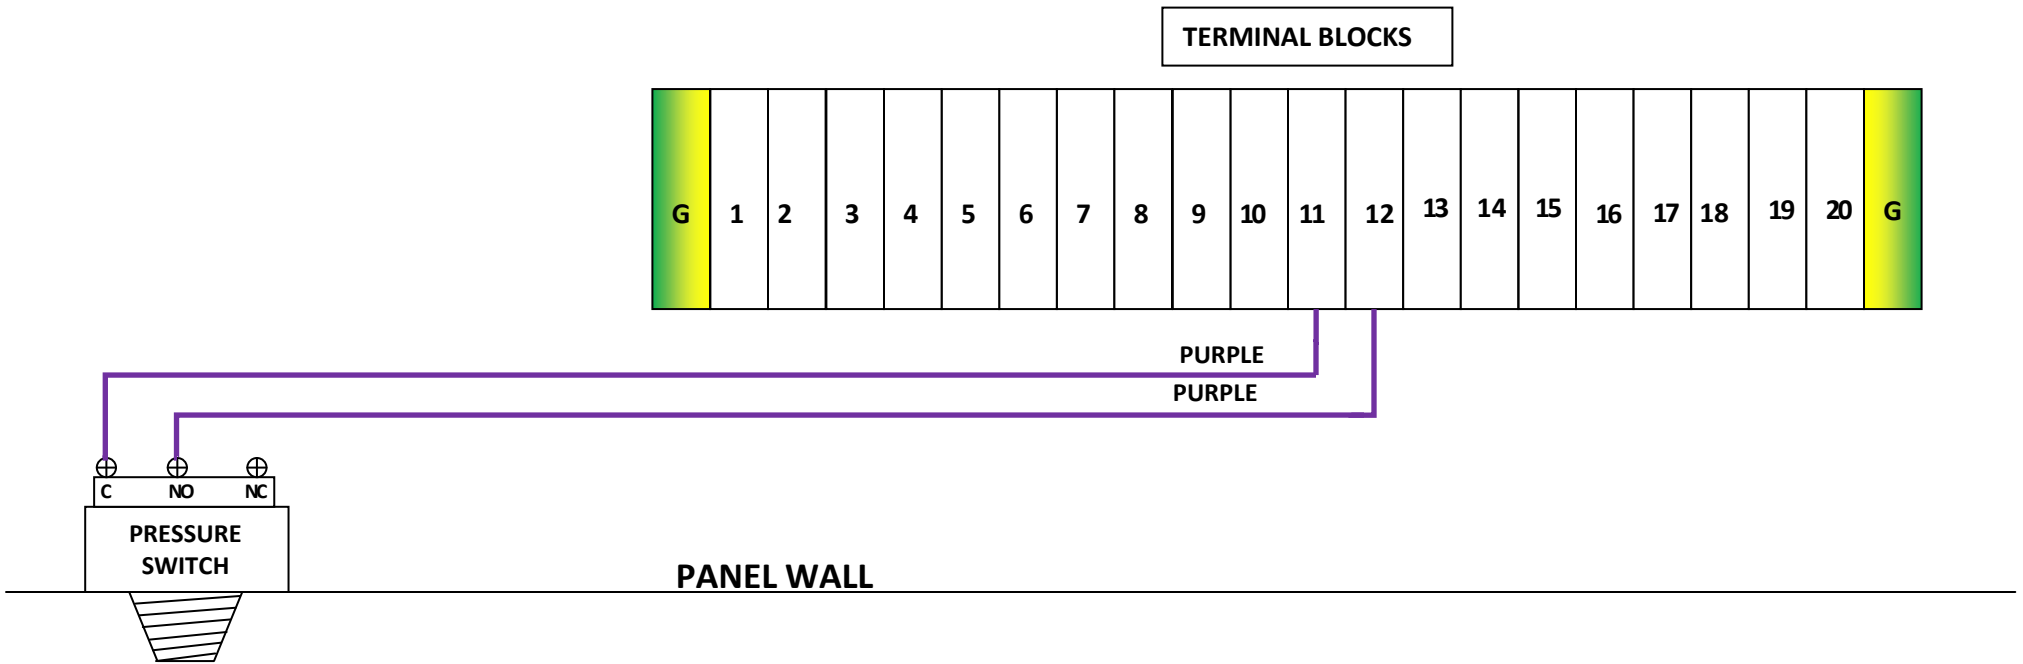 TERMINAL BLOCKS
G 1 2 3 4 5 6 7 8 9 10 11 12 13 14 15 16 17 18 19 20 G
PURPLE
PURPLE
C NO NC
PRESSURE
SWITCH
PANEL WALL